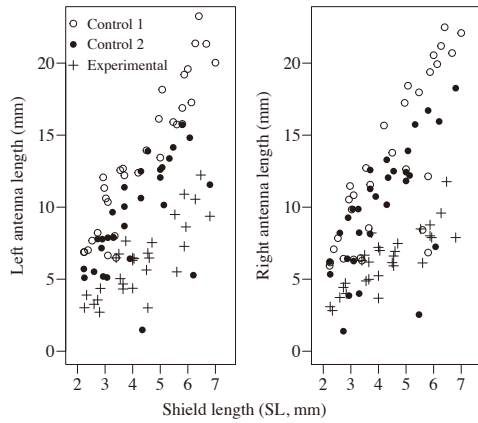 Control 1
Control 2
Experimental
Left antenna length (mm)
20
15
10
5
0
2 3 4 5 6 7
Right antenna length (mm)
20
15
10
5
0
2 3 4 5 6 7
Shield length (SL, mm)